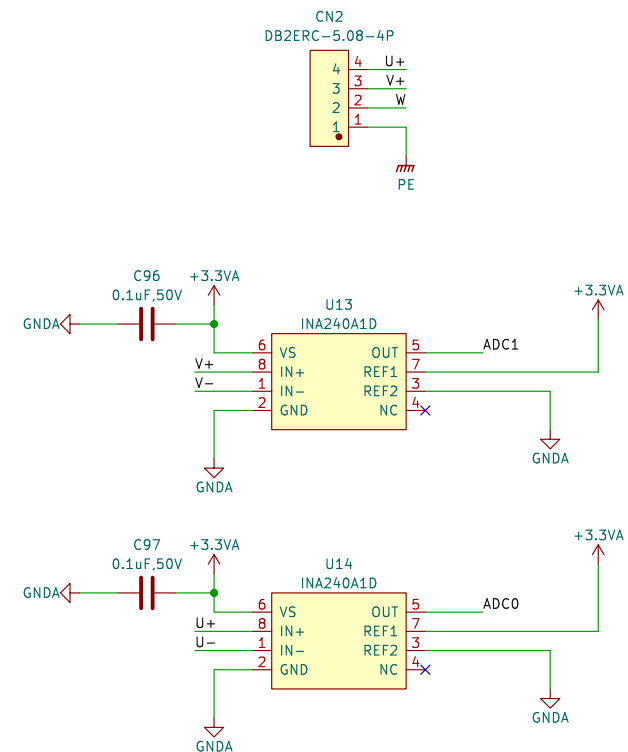 CN2
DB2ERC-5.08-4P
4 4 U+
3 3 V+
2 2 W
1 1
PE
C96
0.1uF,50V
+3.3VA
GNDA
+3.3VA
U13
INA240A1D
6 VS OUT 5 ADC1
V+ 8 IN+ REF1 7
V- 1 IN- REF2 3
2 GND NC 4
GNDA
GNDA
C97
0.1uF,50V
+3.3VA
GNDA
+3.3VA
U14
INA240A1D
6 VS OUT 5 ADC0
U+ 8 IN+ REF1 7
U- 1 IN- REF2 3
2 GND NC 4
GNDA
GNDA